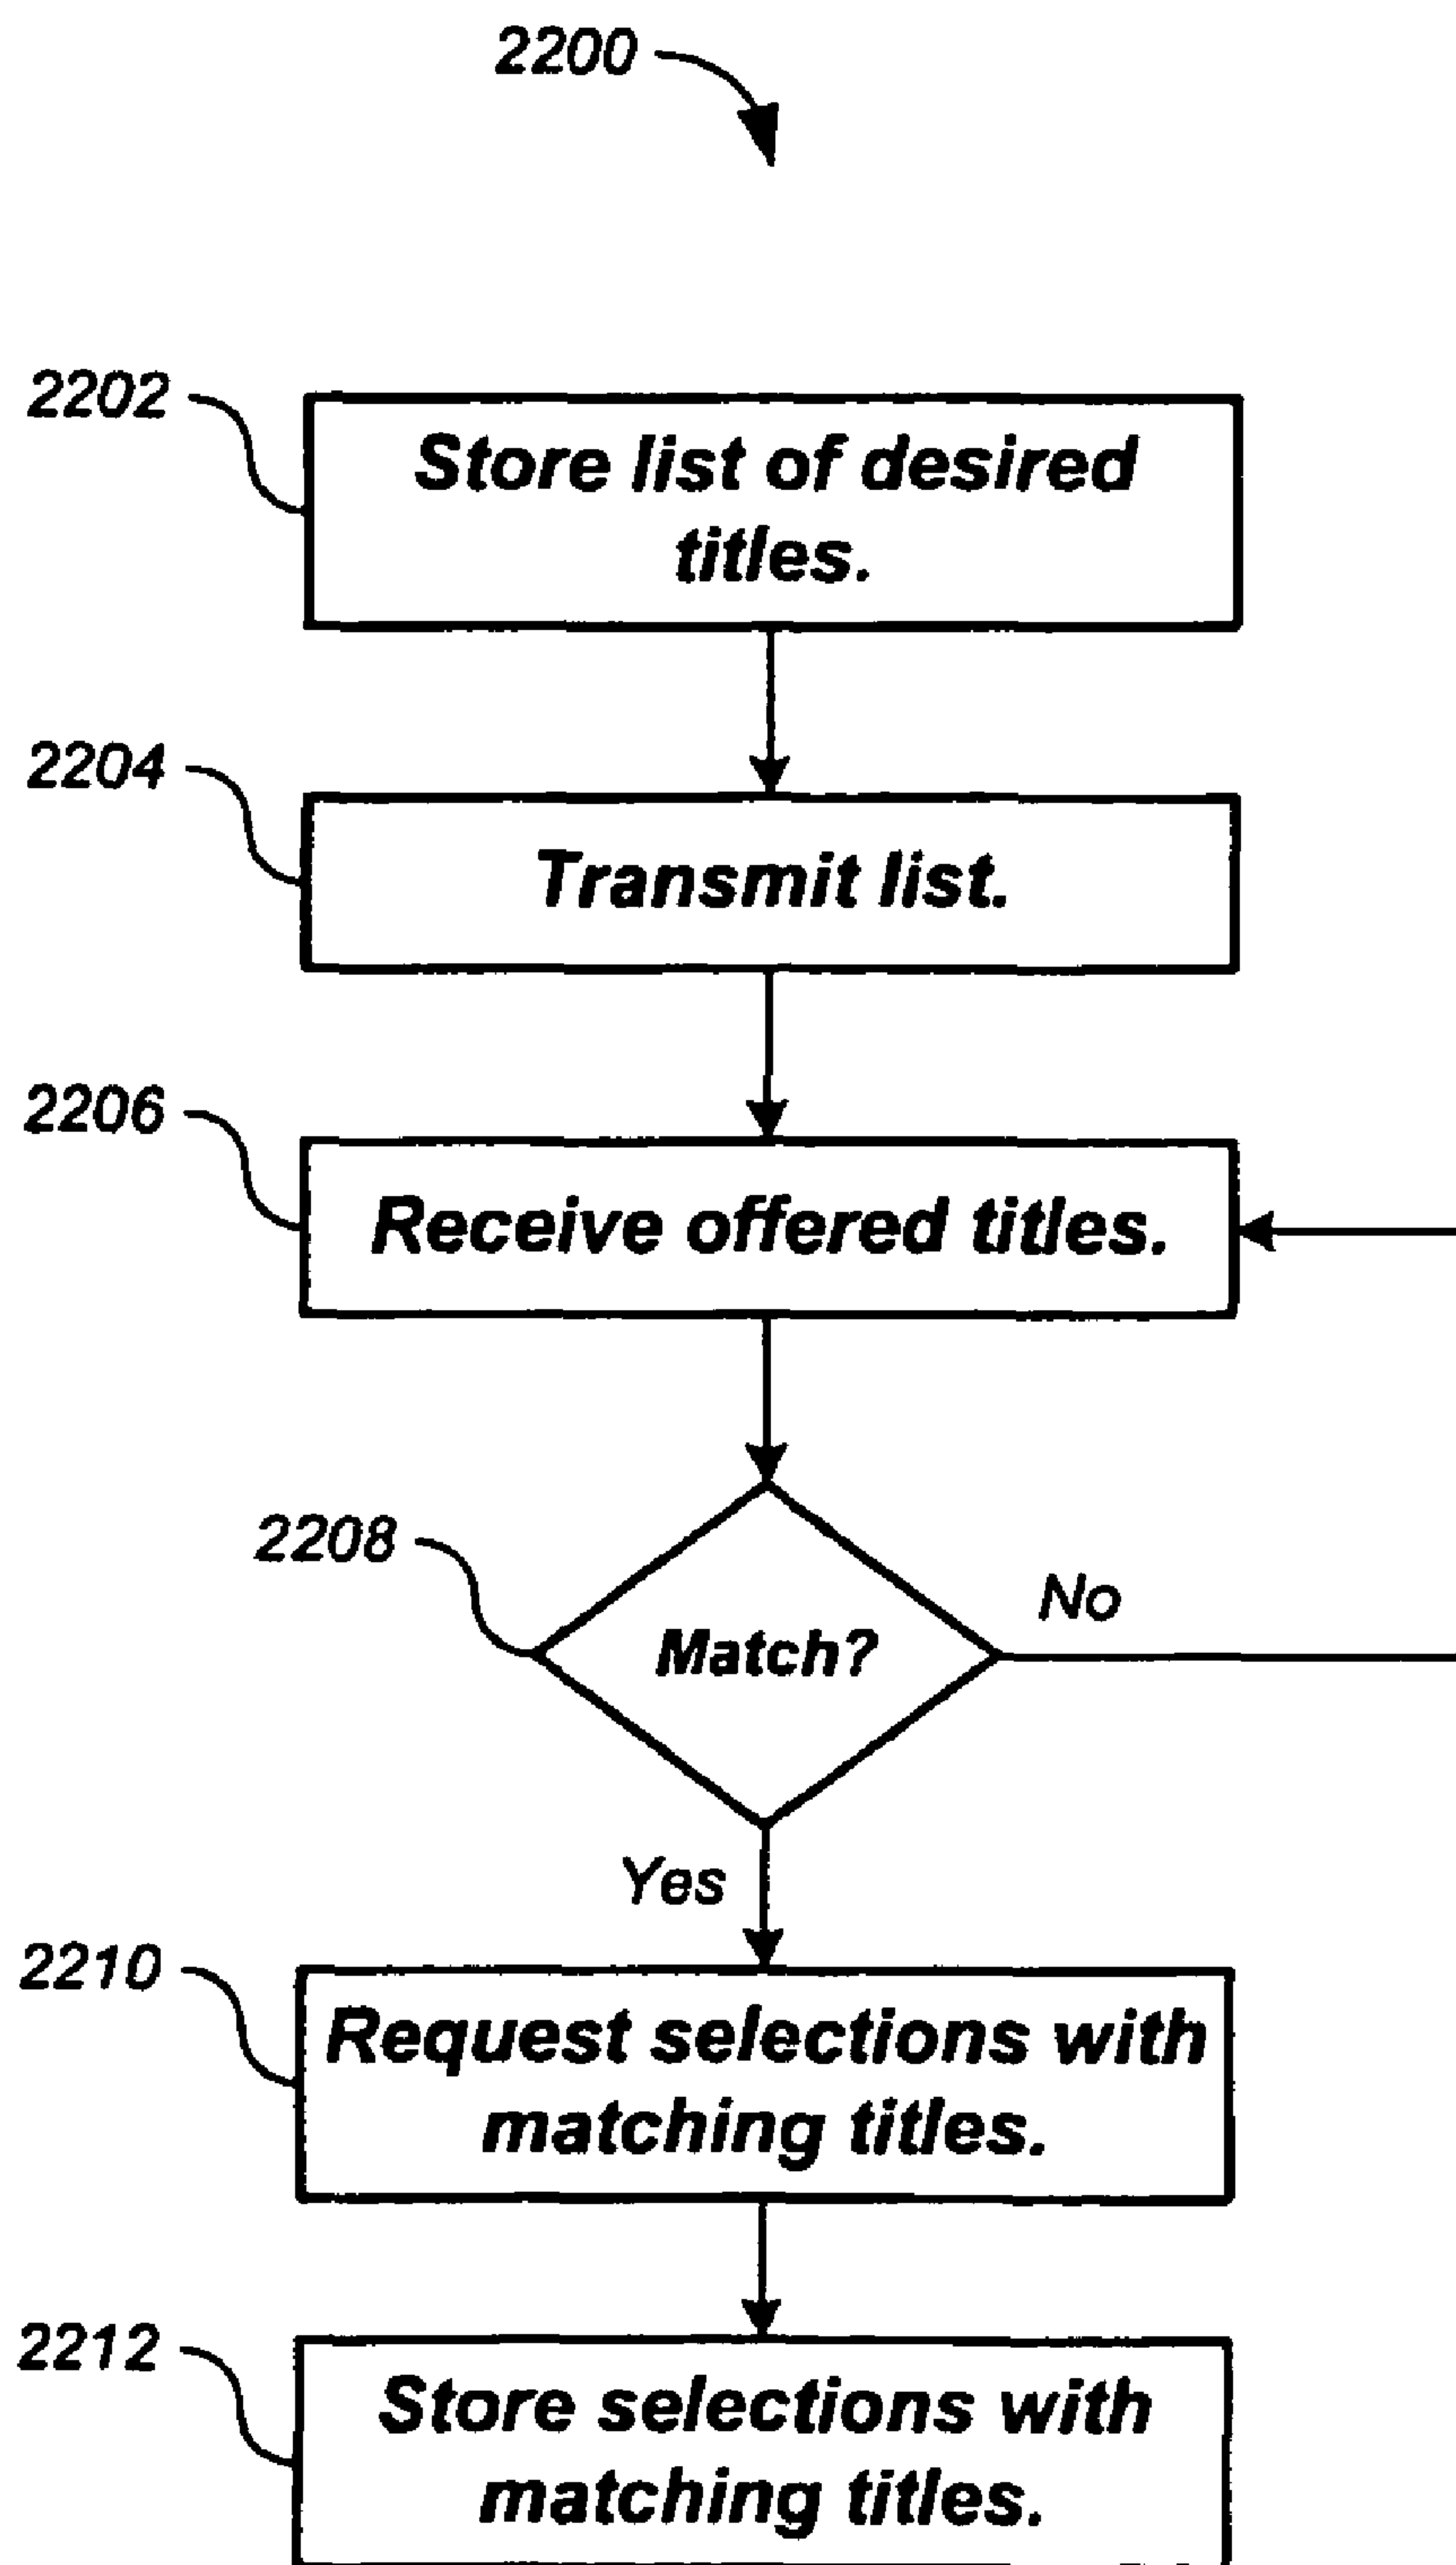 2200
2202
Store list of desired
titles.
2204
Transmit list.
2206
Receive offered titles.
2208
Match?
No
Yes
2210
Request selections with
matching titles.
2212
Store selections with
matching titles.